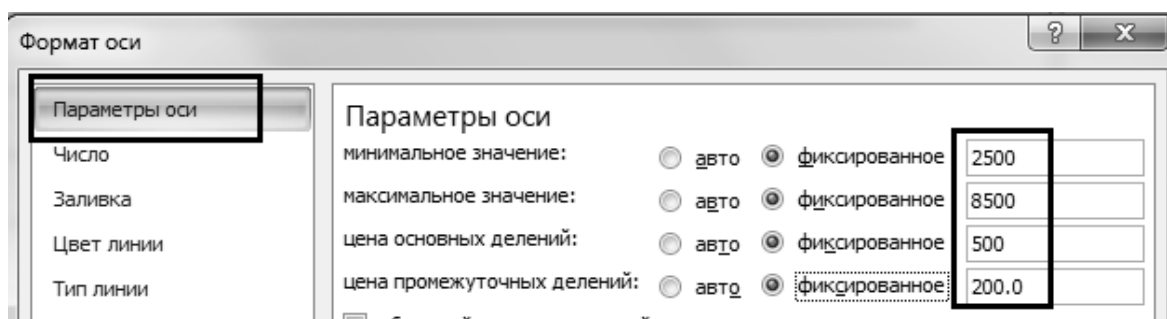 Формат оси
Параметры оси
Число
Заливка
Цвет линии
Тип линии
Параметры оси
минимальное значение: авто фиксированное 2500
максимальное значение: авто фиксированное 8500
цена основных делений: авто фиксированное 500
цена промежуточных делений: авто фиксированное 200.0